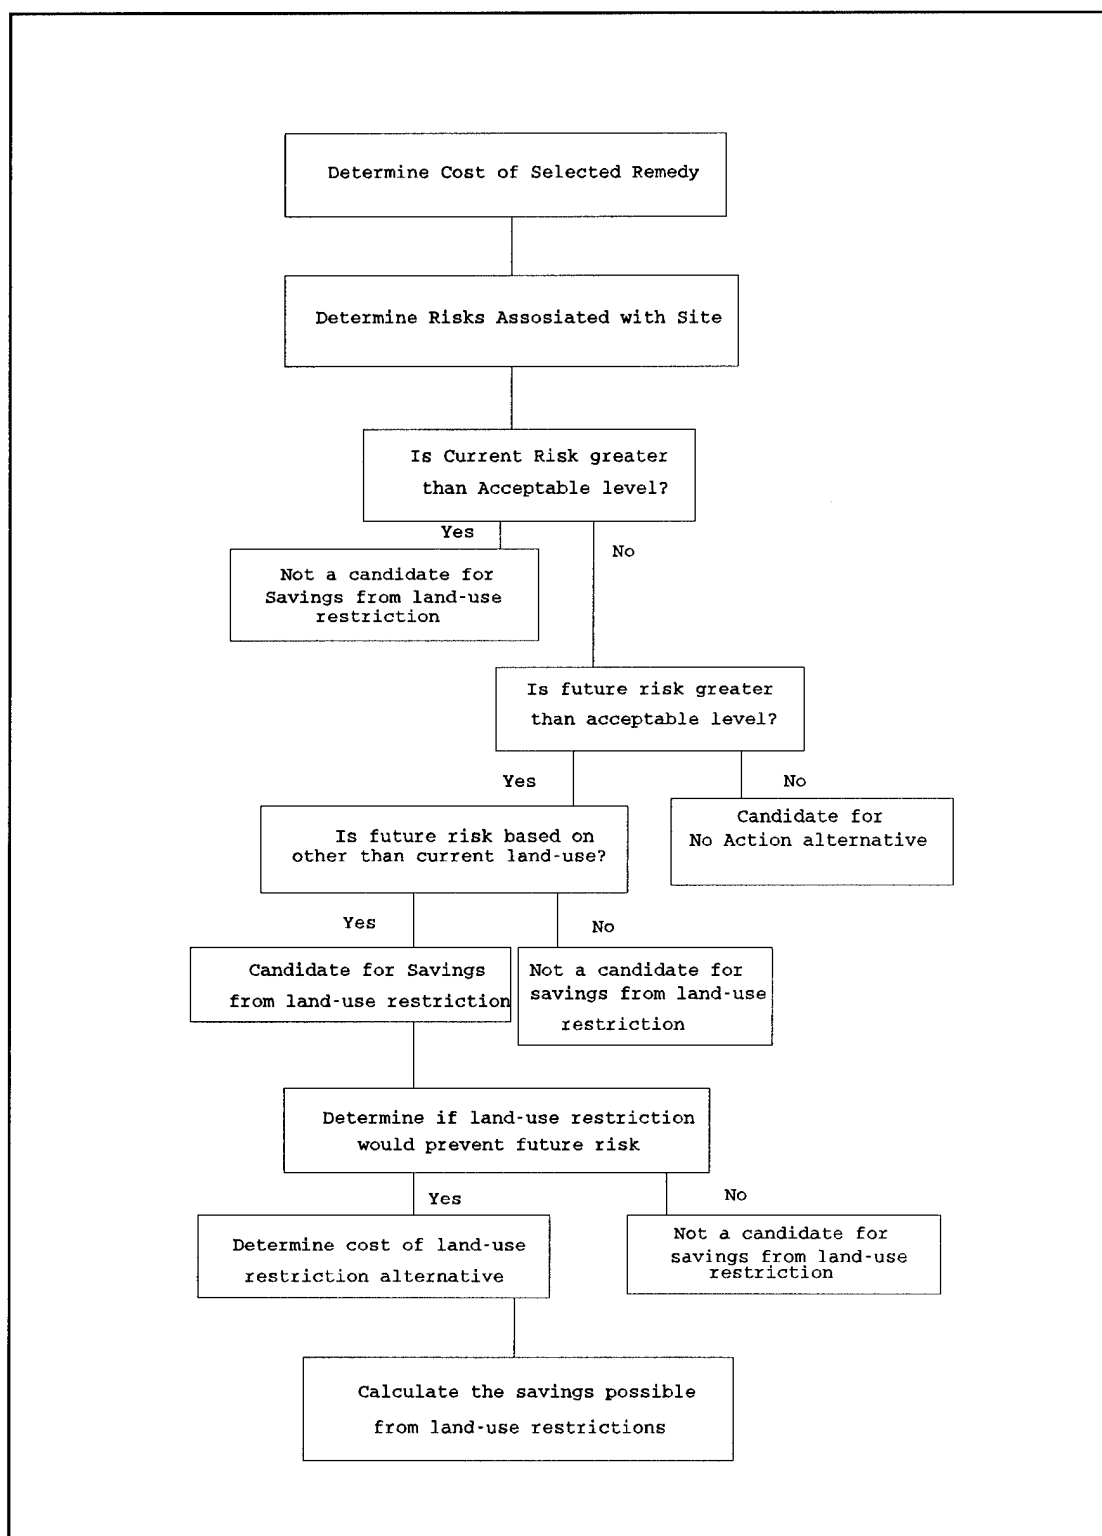 Determine Cost of Selected Remedy
Determine Risks Assosiated with Site
Is Current Risk greater
than Acceptable level?
Yes
No
Not a candidate for
Savings from land-use
restriction
Is future risk greater
than acceptable level?
Yes
No
Is future risk based on
other than current land-use?
Candidate for
No Action alternative
Yes
No
Candidate for Savings
from land-use restriction
Not a candidate for
savings from land-use
restriction
Determine if land-use restriction
would prevent future risk
Yes
No
Determine cost of land-use
restriction alternative
Not a candidate for
savings from land-use
restriction
Calculate the savings possible
from land-use restrictions